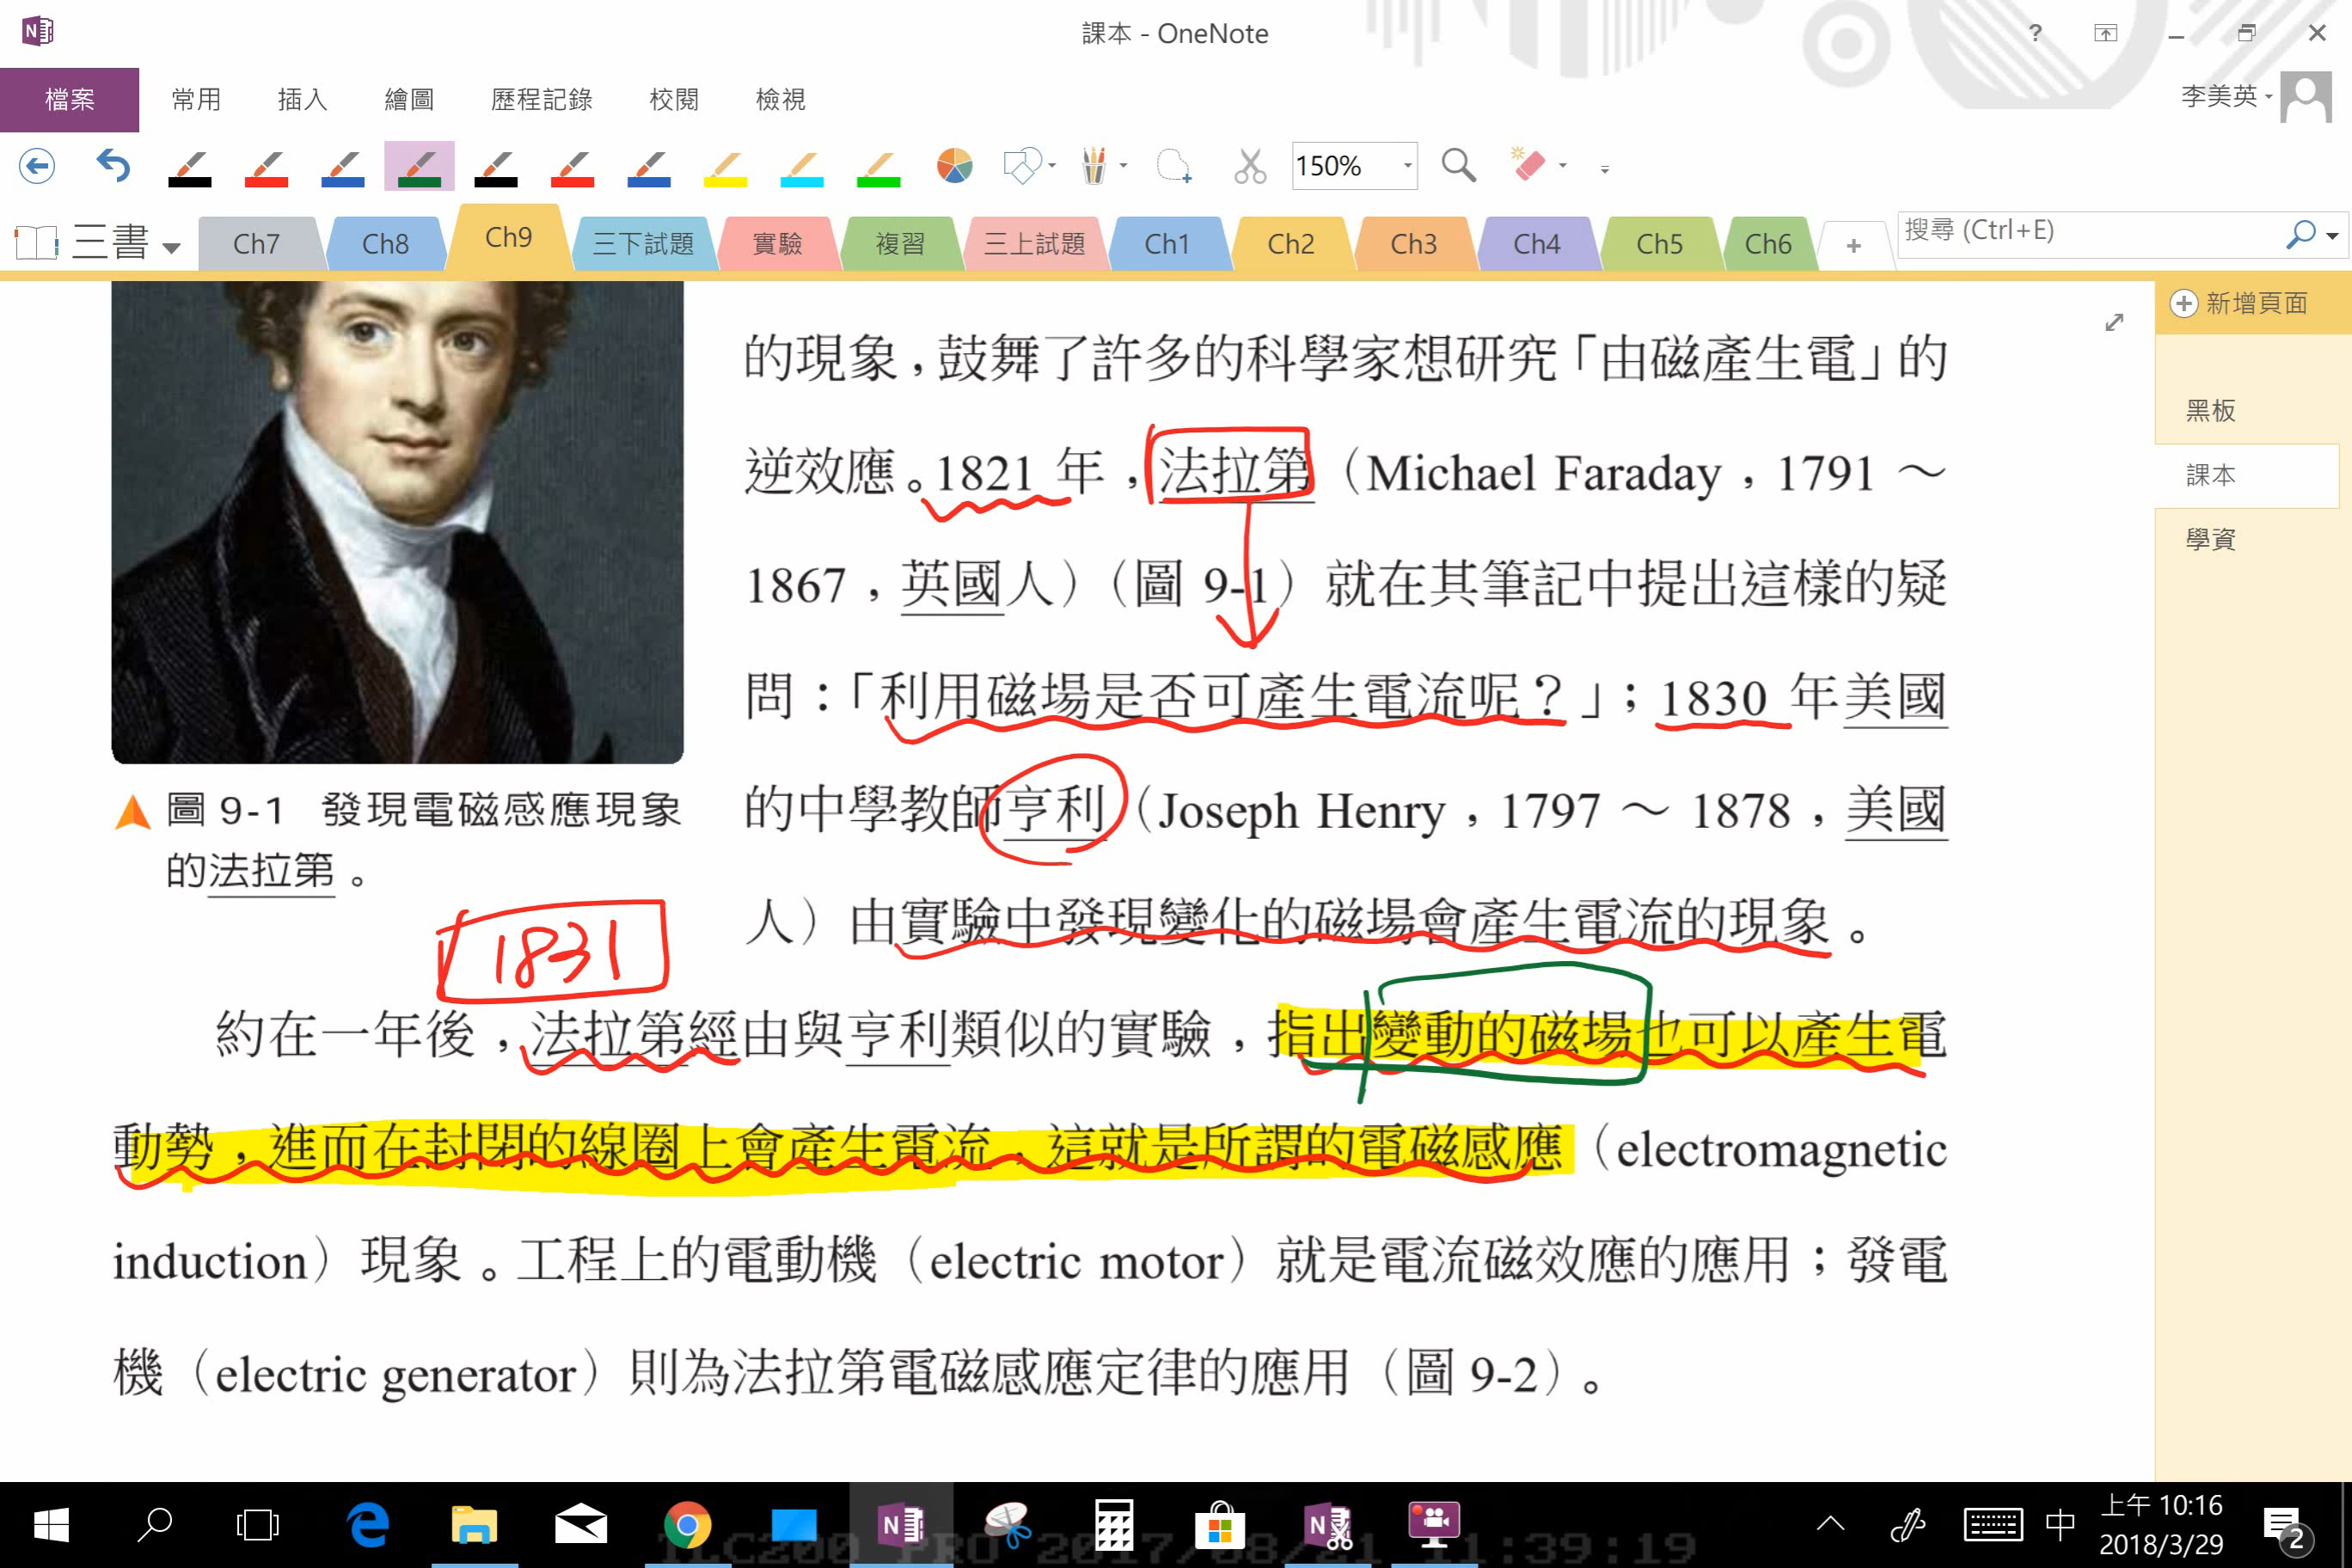 課本 - OneNote
?
檔案 常用 插入 繪圖 歷程記錄 校閱 檢視
李美英
150%
三書 Ch7 Ch8 Ch9 三下試題 實驗 複習 三上試題 Ch1 Ch2 Ch3 Ch4 Ch5 Ch6 +
搜尋 (Ctrl+E)
新增頁面
黑板
課本
學資
的現象，鼓舞了許多的科學家想研究「由磁產生電」的
逆效應。1821 年，法拉第（Michael Faraday，1791～
1867，英國人）（圖 9-1）就在其筆記中提出這樣的疑
問：「利用磁場是否可產生電流呢？」；1830 年美國
的中學教師亨利（Joseph Henry，1797～1878，美國
人）由實驗中發現變化的磁場會產生電流的現象。
圖 9-1 發現電磁感應現象
的法拉第。
1831
約在一年後，法拉第經由與亨利類似的實驗，指出變動的磁場也可以產生電
動勢，進而在封閉的線圈上會產生電流，這就是所謂的電磁感應（electromagnetic
induction）現象。工程上的電動機（electric motor）就是電流磁效應的應用；發電
機（electric generator）則為法拉第電磁感應定律的應用（圖 9-2）。
中
上午 10:16
2018/3/29
2
TLC200 PRO 2017/08/21 11:39:19